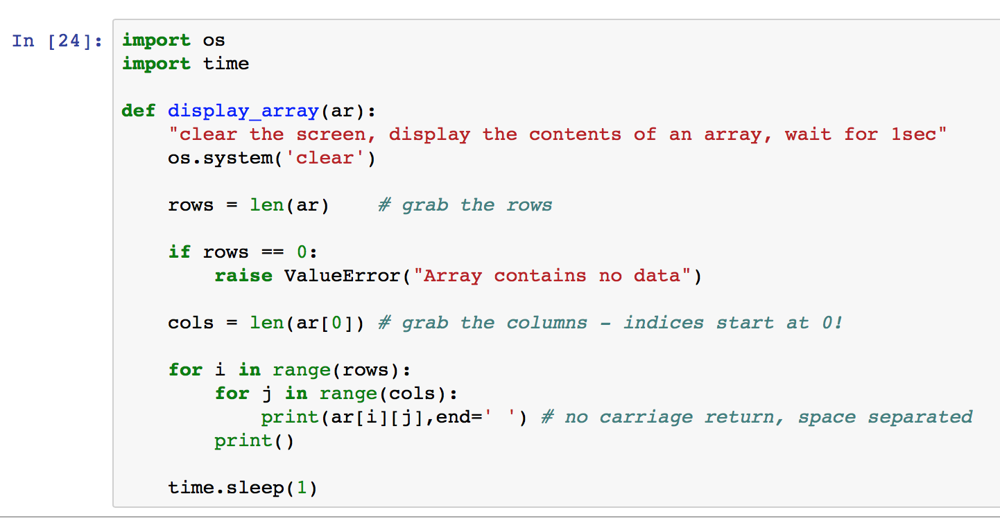 In [24]:
import os
import time
def display_array(ar):
    "clear the screen, display the contents of an array, wait for 1sec"
    os.system('clear')
    rows = len(ar)    # grab the rows
    if rows == 0:
        raise ValueError("Array contains no data")
    cols = len(ar[0]) # grab the columns – indices start at 0!
    for i in range(rows):
        for j in range(cols):
            print(ar[i][j],end=' ') # no carriage return, space separated
        print()
    time.sleep(1)